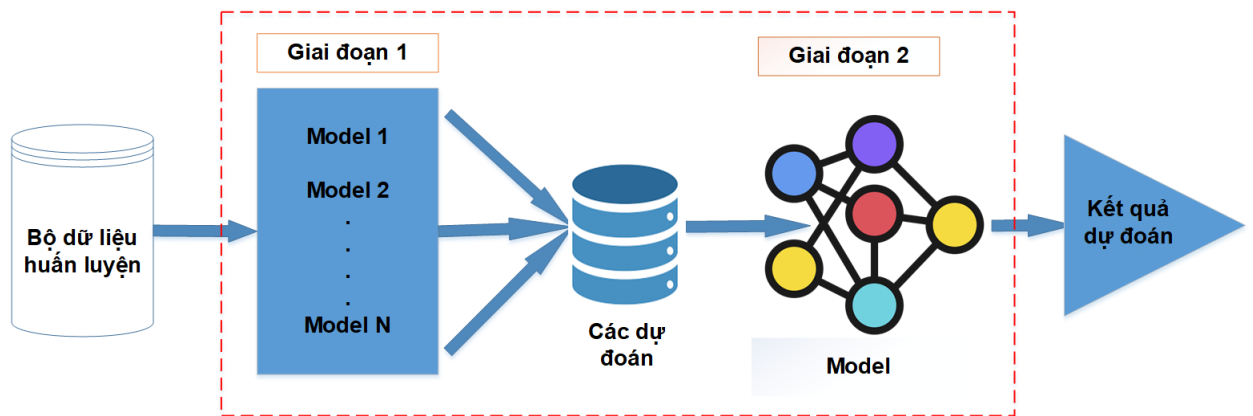 Bộ dữ liệu
huấn luyện
Giai đoạn 1
Model 1
Model 2
.
.
.
.
Model N
Các dự
đoán
Giai đoạn 2
Model
Kết quả
dự đoán